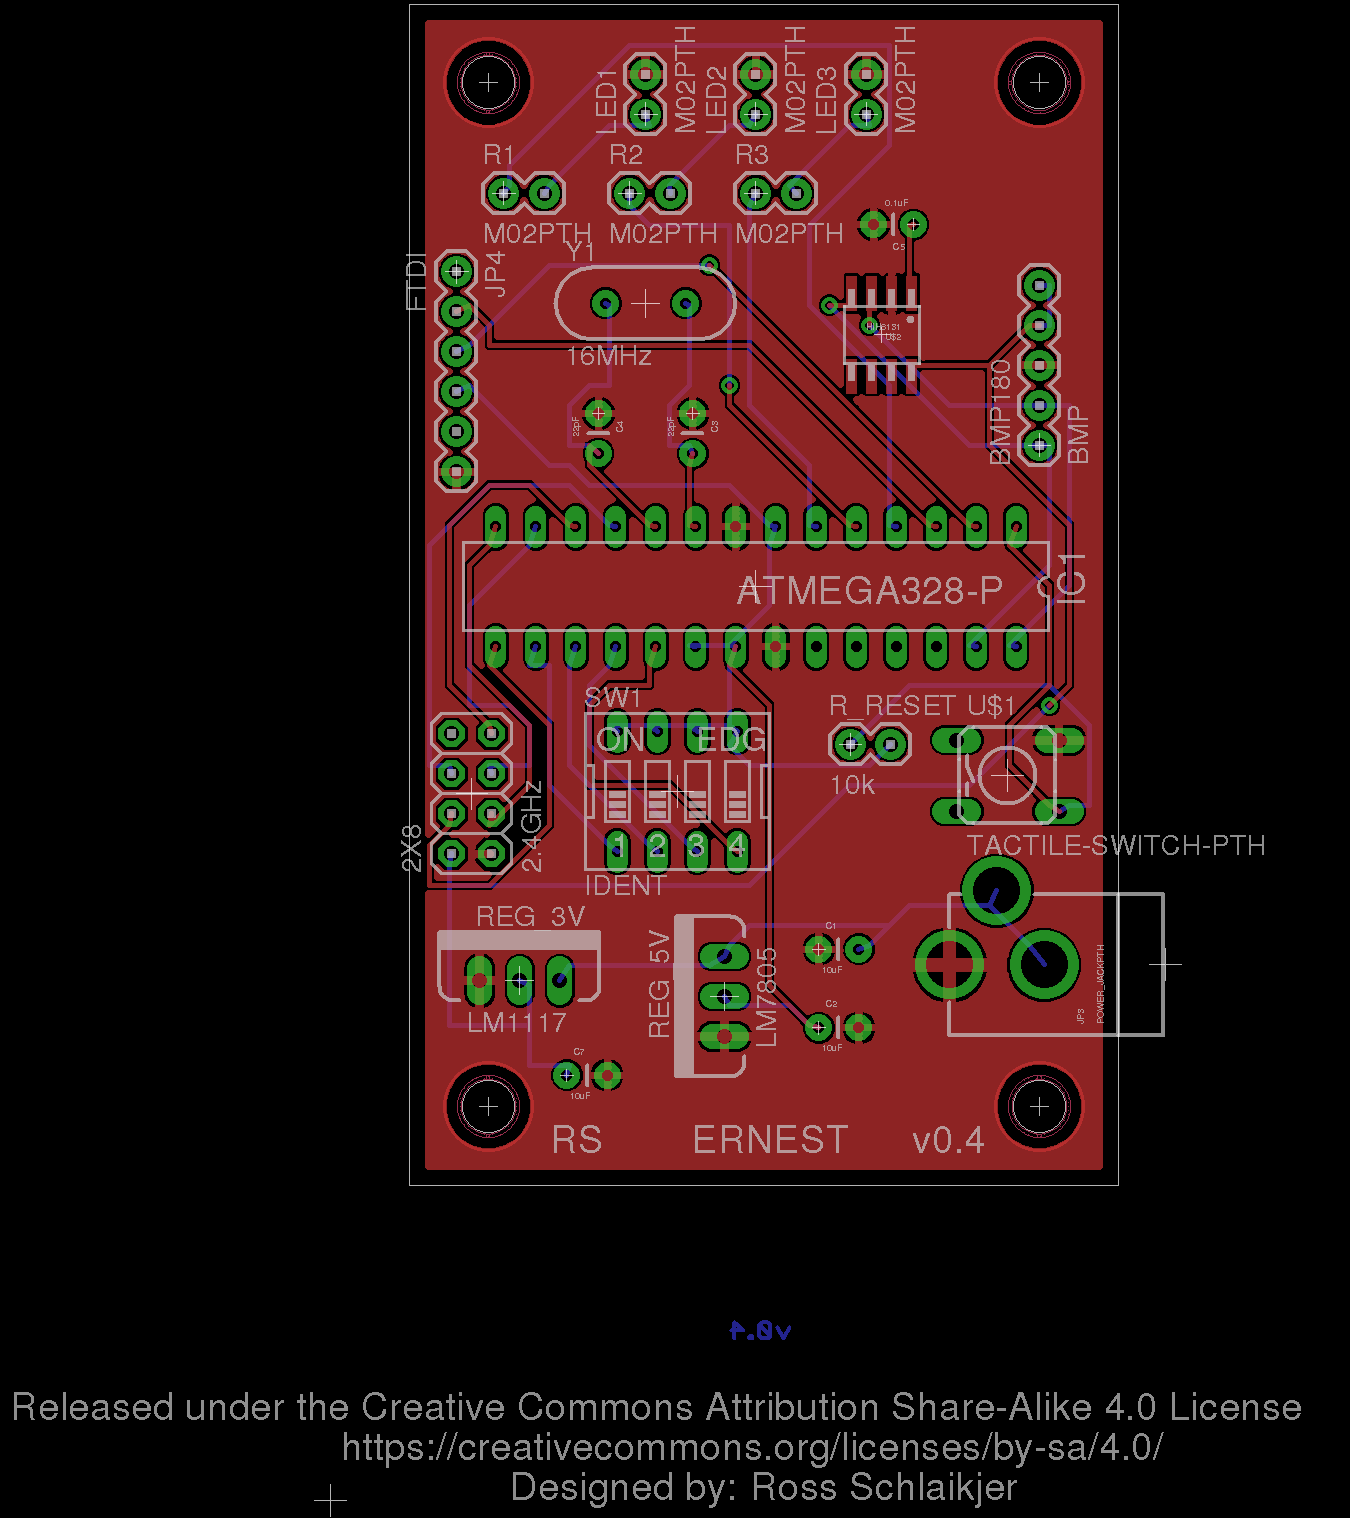 LED1
M02PTH
LED2
M02PTH
LED3
M02PTH
R1
R2
R3
M02PTH
M02PTH
M02PTH
0.1uF
C5
Y1
16MHz
FTDI
JP4
HIH6131
U$2
22pF
C4
22pF
C3
BMP180
BMP
ATMEGA328-P
IC1
SW1
ON
EDG
1 2 3 4
IDENT
R_RESET
10k
U$1
TACTILE-SWITCH-PTH
2X8
2.4GHz
REG_3V
LM1117
REG_5V
LM7805
C1
10uF
C2
10uF
JP3
POWER_JACKPTH
C7
10uF
RS
ERNEST
v0.4
v0.4
Released under the Creative Commons Attribution Share-Alike 4.0 License
https://creativecommons.org/licenses/by-sa/4.0/
Designed by: Ross Schlaikjer